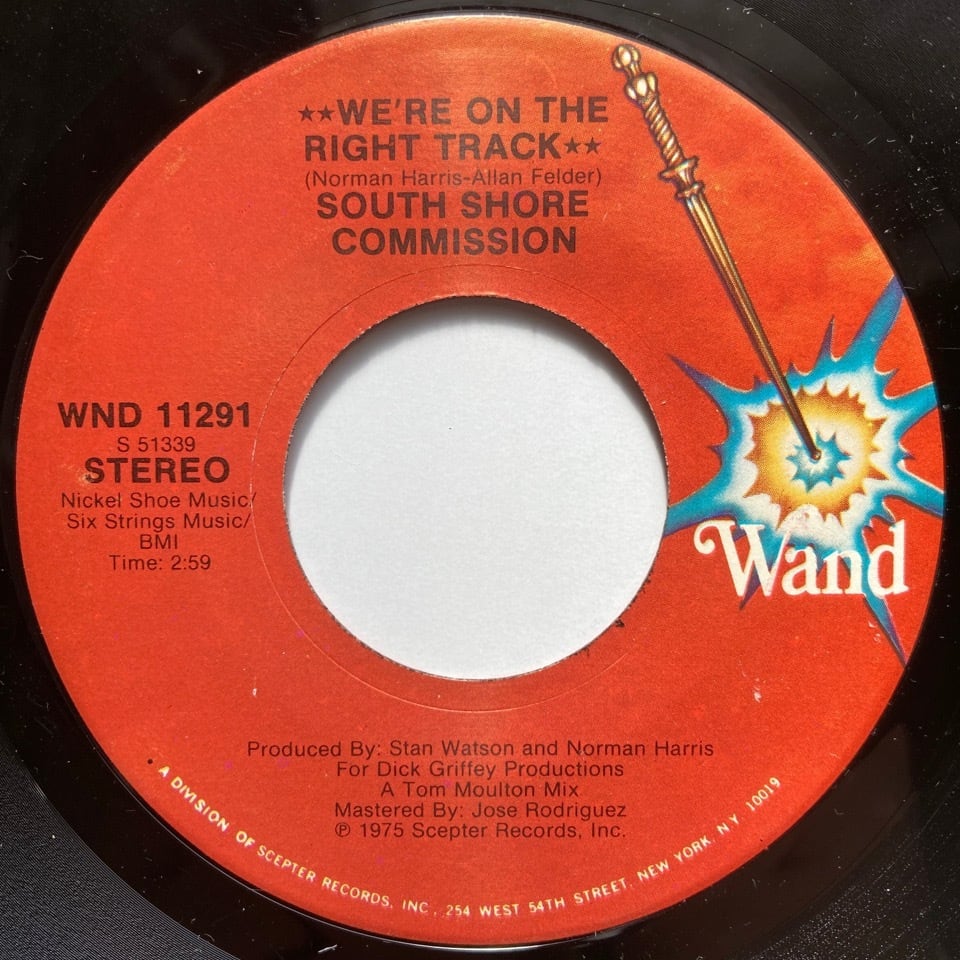 ★★WE'RE ON THE
RIGHT TRACK★★
(Norman Harris-Allan Felder)
SOUTH SHORE
COMMISSION
WND 11291
S 51339
STEREO
Nickel Shoe Music/
Six Strings Music/
BMI
Time: 2:59
Wand
Produced By: Stan Watson and Norman Harris
For Dick Griffey Productions
A Tom Moulton Mix
Mastered By: Jose Rodriguez
℗ 1975 Scepter Records, Inc.
A DIVISION OF SCEPTER RECORDS, INC., 254 WEST 54TH STREET, NEW YORK, N.Y. 10019